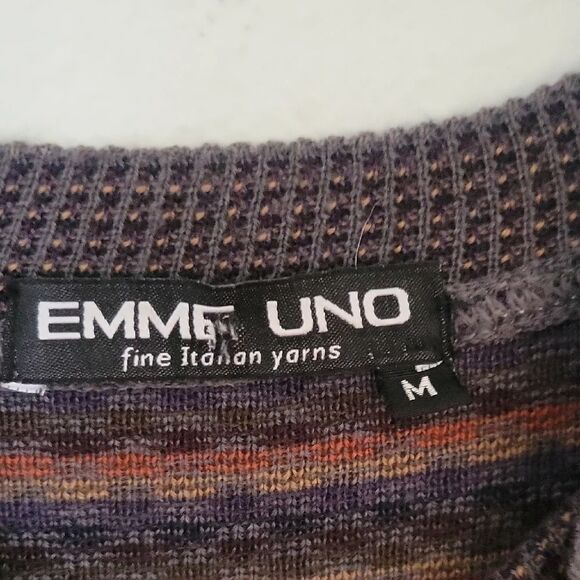 EMME UNO
fine Italian yarns
M